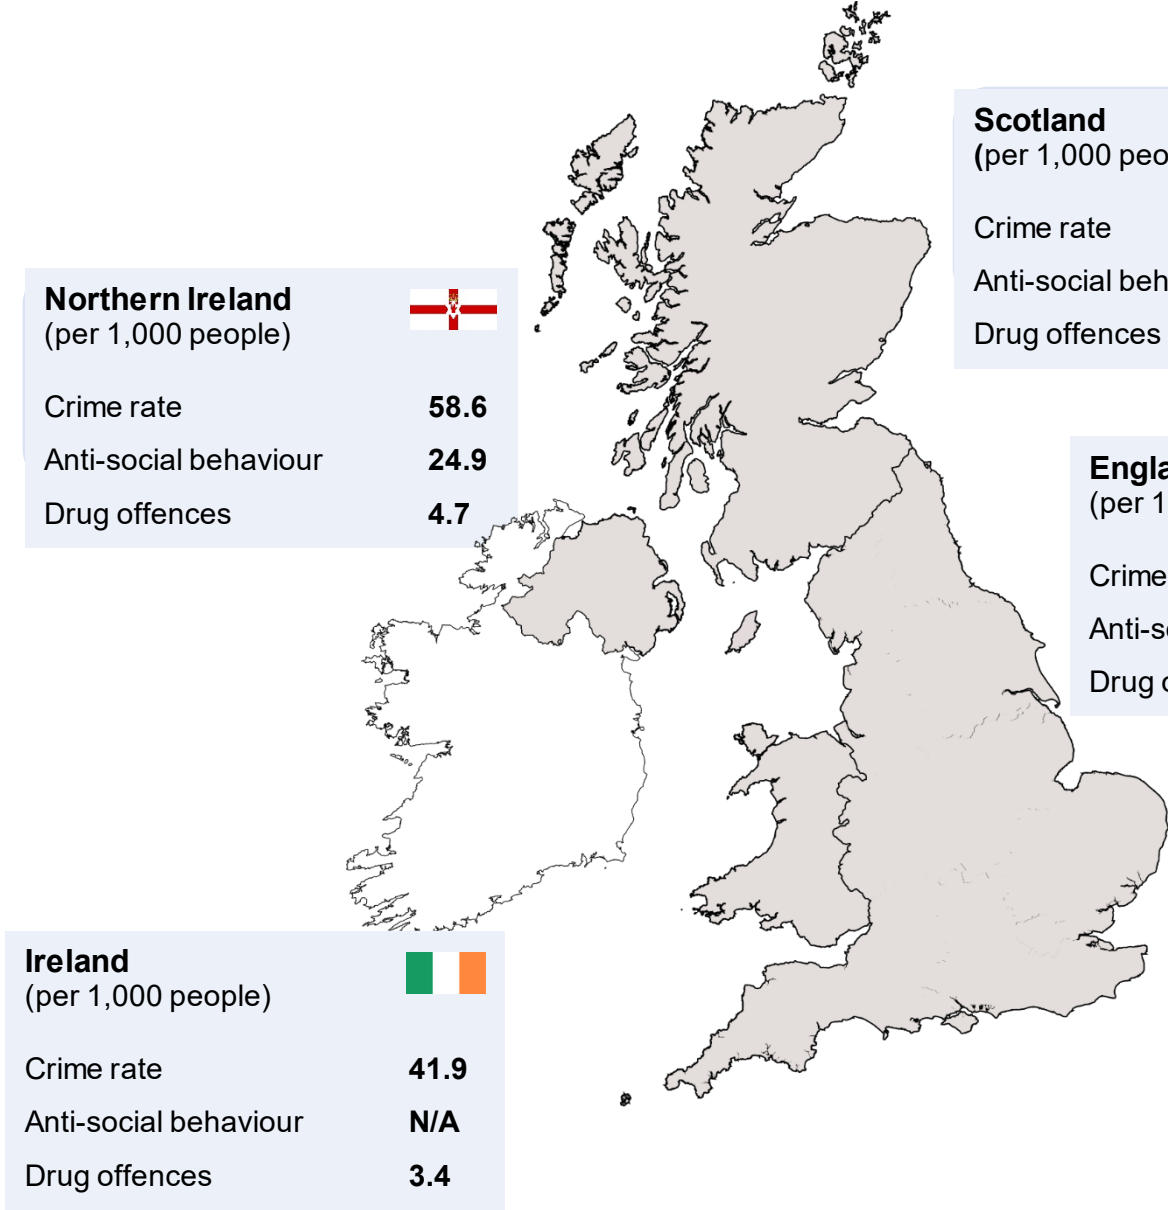 Scotland
(per 1,000 peo
Crime rate
Anti-social beh
Drug offences
Northern Ireland
(per 1,000 people)
Crime rate 58.6
Anti-social behaviour 24.9
Drug offences 4.7
Engla
(per 1
Crime
Anti-so
Drug o
Ireland
(per 1,000 people)
Crime rate 41.9
Anti-social behaviour N/A
Drug offences 3.4